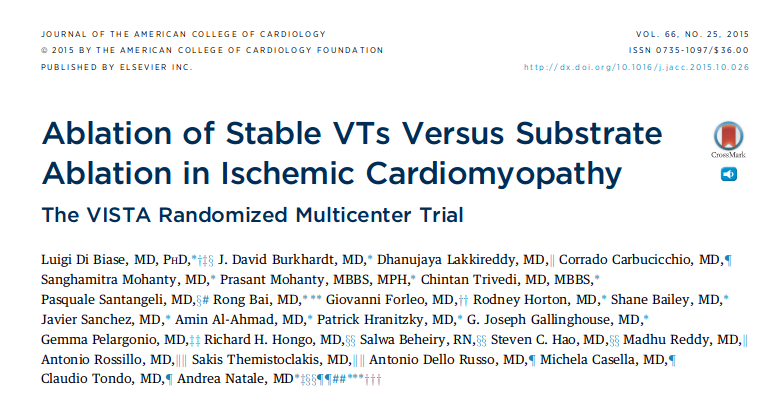 JOURNAL OF THE AMERICAN COLLEGE OF CARDIOLOGY
© 2015 BY THE AMERICAN COLLEGE OF CARDIOLOGY FOUNDATION
PUBLISHED BY ELSEVIER INC.
VOL. 66, NO. 25, 2015
ISSN 0735-1097/$36.00
http://dx.doi.org/10.1016/j.jacc.2015.10.026
Ablation of Stable VTs Versus Substrate
Ablation in Ischemic Cardiomyopathy
CrossMark
The VISTA Randomized Multicenter Trial
Luigi Di Biase, MD, PHD,*†‡§ J. David Burkhardt, MD,* Dhanujaya Lakkireddy, MD,‖ Corrado Carbucicchio, MD,¶
Sanghamitra Mohanty, MD,* Prasant Mohanty, MBBS, MPH,* Chintan Trivedi, MD, MBBS,*
Pasquale Santangeli, MD,§# Rong Bai, MD,* ** Giovanni Forleo, MD,†† Rodney Horton, MD,* Shane Bailey, MD,*
Javier Sanchez, MD,* Amin Al-Ahmad, MD,* Patrick Hranitzky, MD,* G. Joseph Gallinghouse, MD,*
Gemma Pelargonio, MD,‡‡ Richard H. Hongo, MD,§§ Salwa Beheiry, RN,§§ Steven C. Hao, MD,§§ Madhu Reddy, MD,‖
Antonio Rossillo, MD,‖‖ Sakis Themistoclakis, MD,‖‖ Antonio Dello Russo, MD,¶ Michela Casella, MD,¶
Claudio Tondo, MD,¶ Andrea Natale, MD*‡§§¶¶##***†††